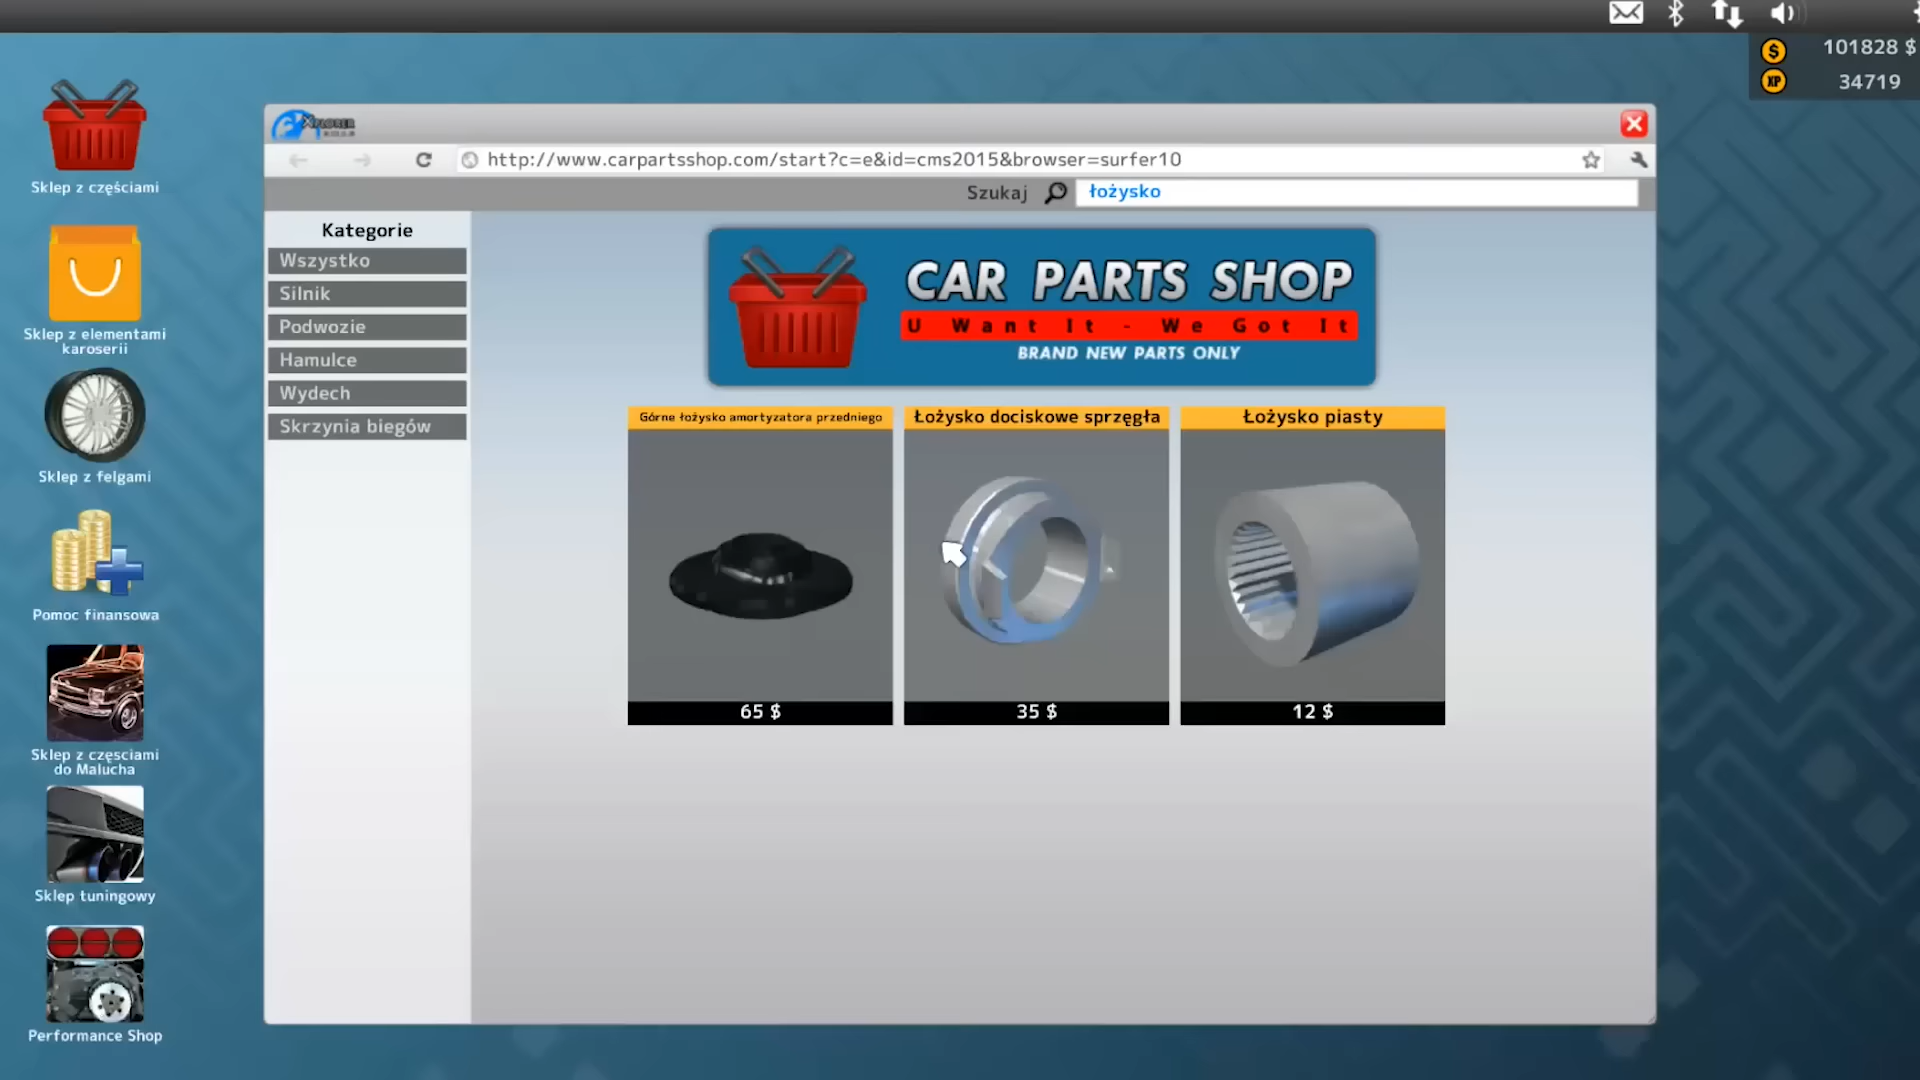 101828 $
XP
34719
Sklep z częściami
Sklep z elementami
karoserii
Sklep z felgami
Pomoc finansowa
Sklep z częsciami
do Malucha
Sklep tuningowy
Performance Shop
XPLORER
http://www.carpartsshop.com/start?c=e&id=cms2015&browser=surfer10
Szukaj
łożysko
Kategorie
Wszystko
Silnik
Podwozie
Hamulce
Wydech
Skrzynia biegów
CAR PARTS SHOP
U Want It - We Got It
BRAND NEW PARTS ONLY
Górne łożysko amortyzatora przedniego
65 $
Łożysko dociskowe sprzęgła
35 $
Łożysko piasty
12 $